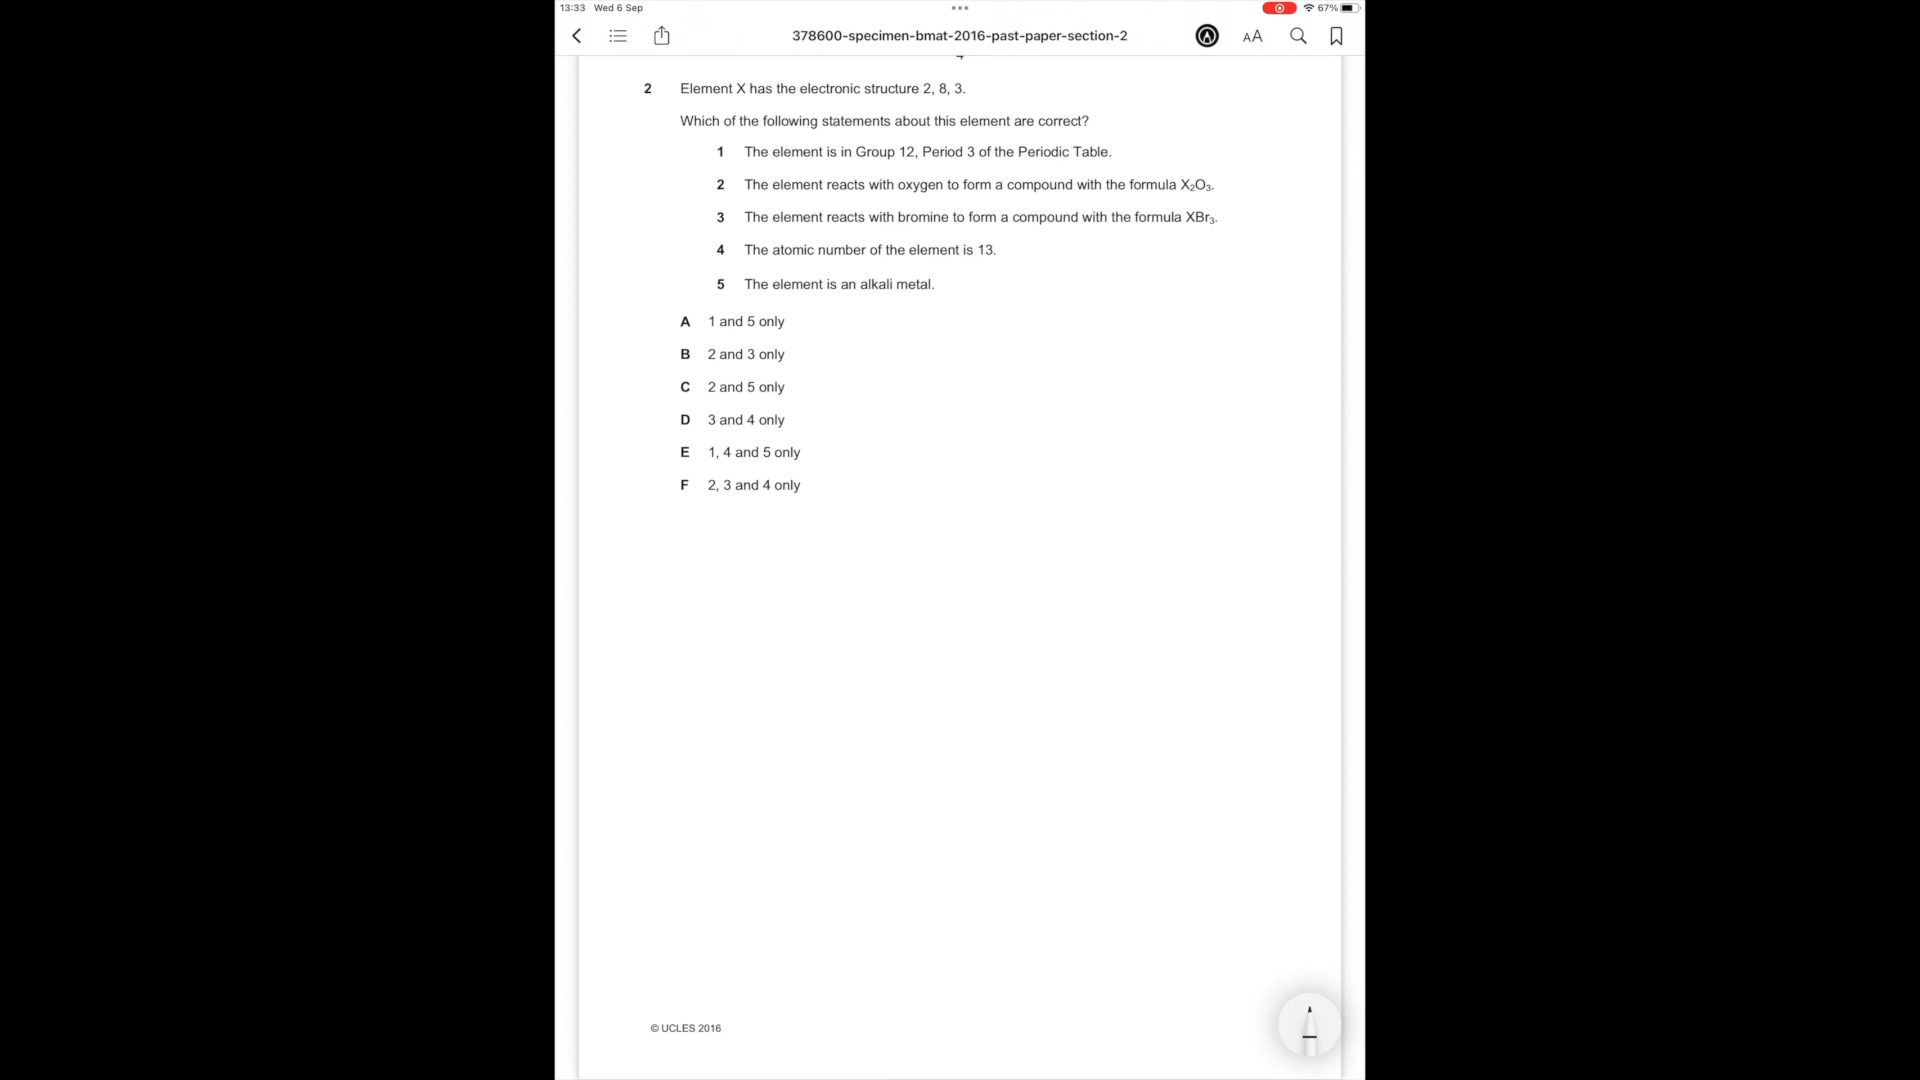 13:33 Wed 6 Sep
67%
378600-specimen-bmat-2016-past-paper-section-2
AA
2 Element X has the electronic structure 2, 8, 3.
Which of the following statements about this element are correct?
1 The element is in Group 12, Period 3 of the Periodic Table.
2 The element reacts with oxygen to form a compound with the formula X₂O₃.
3 The element reacts with bromine to form a compound with the formula XBr₃.
4 The atomic number of the element is 13.
5 The element is an alkali metal.
A 1 and 5 only
B 2 and 3 only
C 2 and 5 only
D 3 and 4 only
E 1, 4 and 5 only
F 2, 3 and 4 only
© UCLES 2016